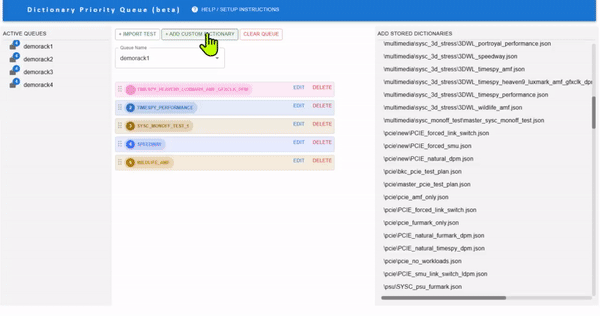 Dictionary Priority Queue (beta)
HELP / SETUP INSTRUCTIONS
ACTIVE QUEUES
demorack1
demorack2
demorack3
demorack4
+ IMPORT TEST
+ ADD CUSTOM DICTIONARY
CLEAR QUEUE
Queue Name
demorack1
EDIT DELETE
2 TIMESPY_PERFORMANCE EDIT DELETE
3 SYSC_MONOFF_TEST_1 EDIT DELETE
4 SPEEDWAY EDIT DELETE
5 WILDLIFE_AMF EDIT DELETE
ADD STORED DICTIONARIES
\multimedia\sysc_3d_stress\3DWL_portroyal_performance.json
\multimedia\sysc_3d_stress\3DWL_speedway.json
\multimedia\sysc_3d_stress\3DWL_timespy_amf.json
\multimedia\sysc_3d_stress\3DWL_timespy_heaven9_luxmark_amf_gfxclk_dpm
\multimedia\sysc_3d_stress\3DWL_timespy_performance.json
\multimedia\sysc_3d_stress\3DWL_wildlife_amf.json
\multimedia\sysc_monoff_test\master_sysc_monoff_test.json
\pcie\new\PCIE_forced_link_switch.json
\pcie\new\PCIE_forced_smu.json
\pcie\new\PCIE_natural_dpm.json
\pcie\bkc_pcie_test_plan.json
\pcie\master_pcie_test_plan.json
\pcie\pcie_amf_only.json
\pcie\PCIE_forced_link_switch.json
\pcie\pcie_furmark_only.json
\pcie\PCIE_natural_furmark_dpm.json
\pcie\PCIE_natural_timespy_dpm.json
\pcie\pcie_no_workloads.json
\pcie\PCIE_smu_link_switch_ldpm.json
\psu\SYSC_psu_furmark.json